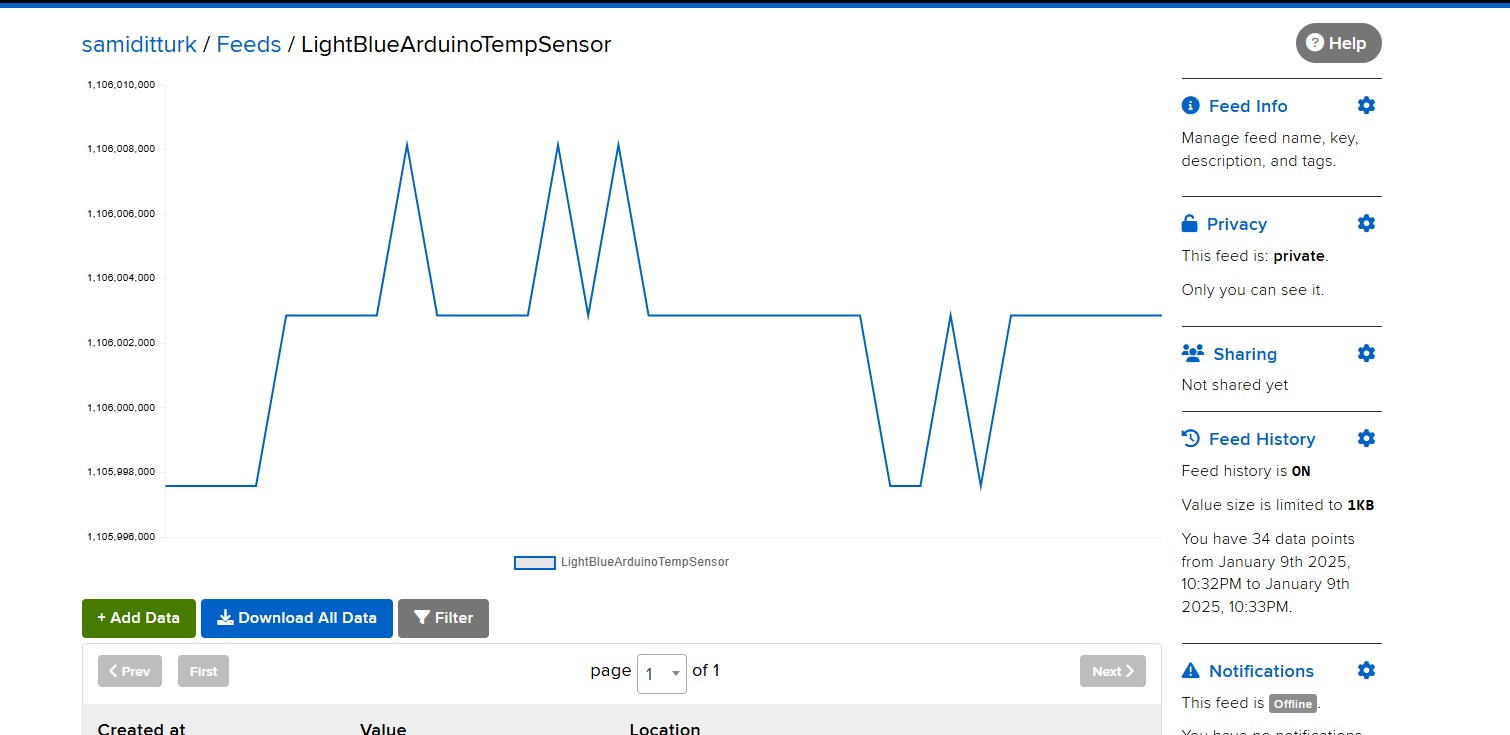 samiditturk / Feeds / LightBlueArduinoTempSensor
Help
1,106,010,000
1,106,008,000
1,106,006,000
1,106,004,000
1,106,002,000
1,106,000,000
1,105,998,000
1,105,996,000
LightBlueArduinoTempSensor
+ Add Data
Download All Data
Filter
Prev
First
page 1 of 1
Next
Created at
Value
Location
Feed Info
Manage feed name, key,
description, and tags.
Privacy
This feed is: private.
Only you can see it.
Sharing
Not shared yet
Feed History
Feed history is ON
Value size is limited to 1KB
You have 34 data points
from January 9th 2025,
10:32PM to January 9th
2025, 10:33PM.
Notifications
This feed is Offline.
You have no notifications